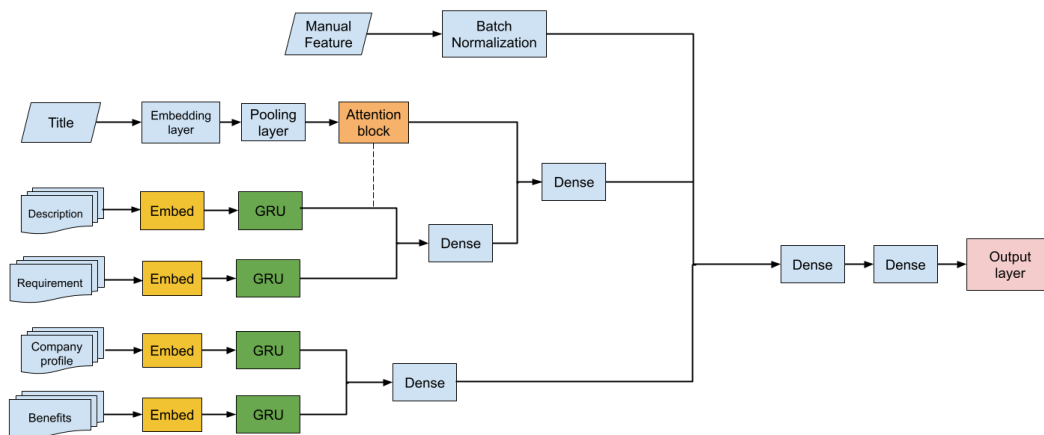 Manual
Feature
Batch
Normalization
Title
Embedding
layer
Pooling
layer
Attention
block
Dense
Description
Embed
GRU
Dense
Requirement
Embed
GRU
Dense
Dense
Output
layer
Company
profile
Embed
GRU
Dense
Benefits
Embed
GRU